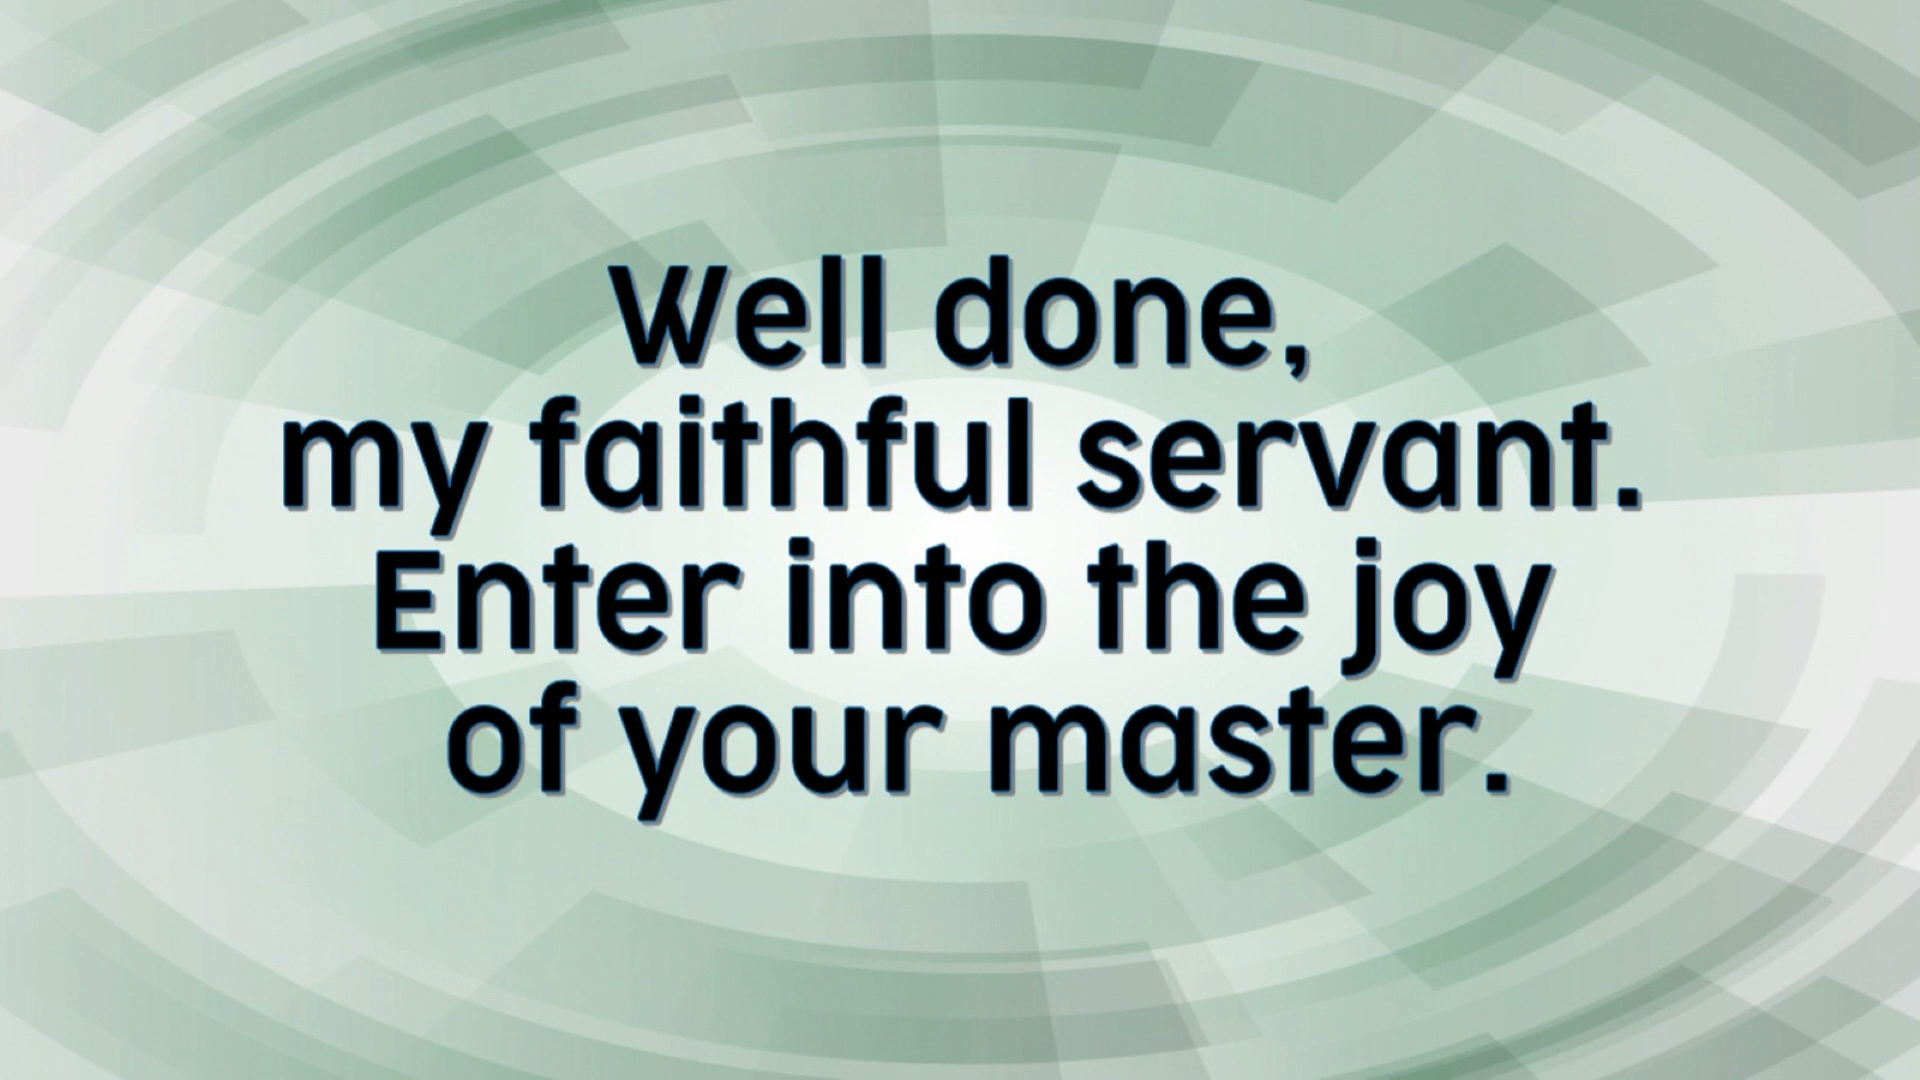 Well done,
my faithful servant.
Enter into the joy
of your master.